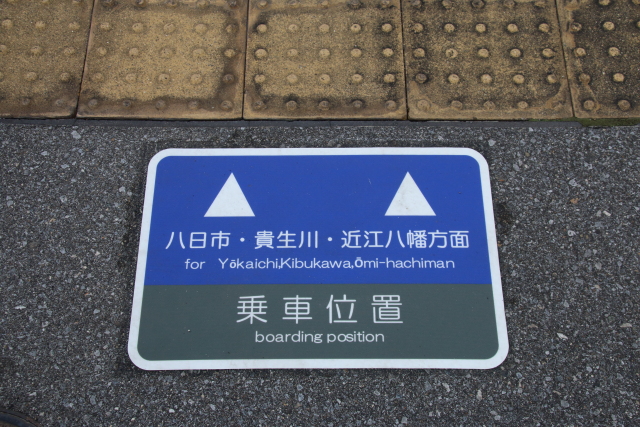 八日市・貴生川・近江八幡方面
for Yōkaichi,Kibukawa,Ōmi-hachiman
乗車位置
boarding position